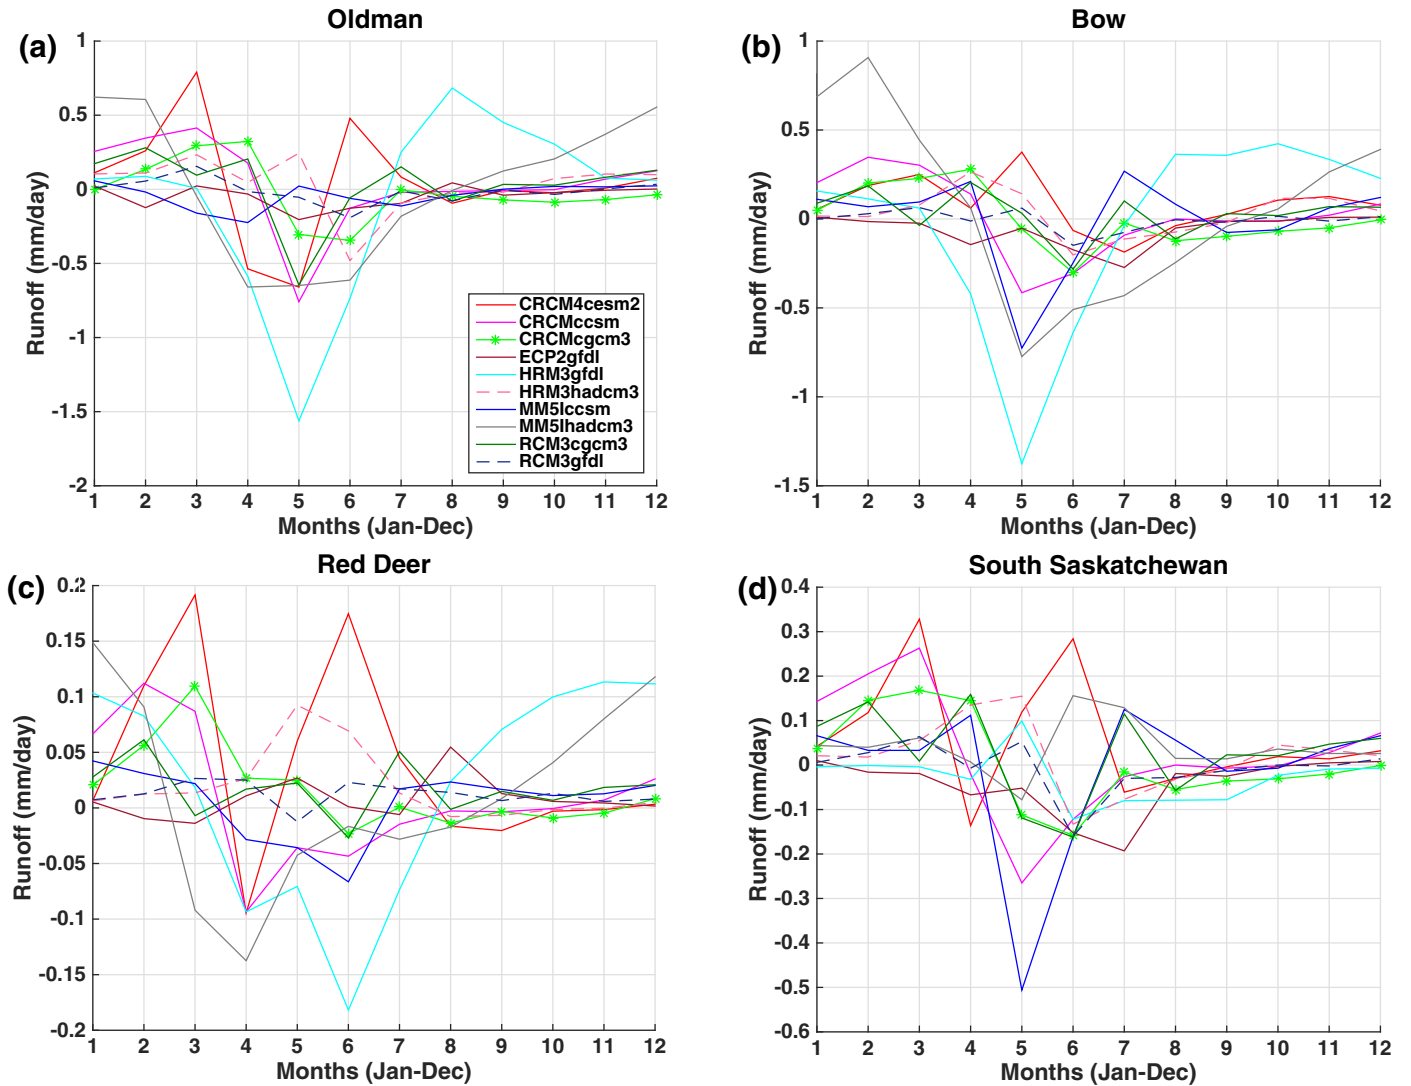 Oldman
(a)
1
0.5
0
-0.5
-1
-1.5
-2
Runoff (mm/day)
1 2 3 4 5 6 7 8 9 10 11 12
Months (Jan-Dec)
CRCM4cesm2
CRCMccsm
CRCMcgcm3
ECP2gfdl
HRM3gfdl
HRM3hadcm3
MM5Iccsm
MM5Ihadcm3
RCM3cgcm3
RCM3gfdl
Bow
(b)
1
0.5
0
-0.5
-1
-1.5
Runoff (mm/day)
1 2 3 4 5 6 7 8 9 10 11 12
Months (Jan-Dec)
Red Deer
(c)
0.2
0.15
0.1
0.05
0
-0.05
-0.1
-0.15
-0.2
Runoff (mm/day)
1 2 3 4 5 6 7 8 9 10 11 12
Months (Jan-Dec)
South Saskatchewan
(d)
0.4
0.3
0.2
0.1
0
-0.1
-0.2
-0.3
-0.4
-0.5
-0.6
Runoff (mm/day)
1 2 3 4 5 6 7 8 9 10 11 12
Months (Jan-Dec)